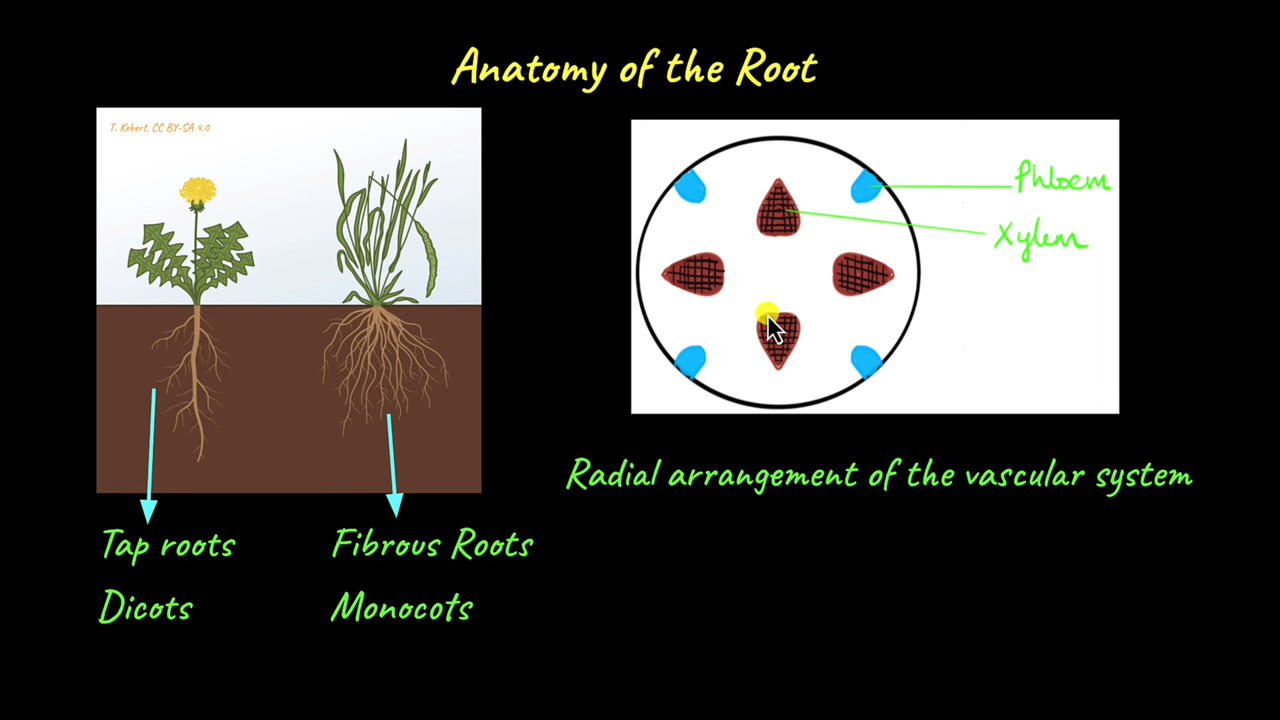 Anatomy of the Root
T. Kebert, CC BY-SA 4.0
Phloem
Xylem
Radial arrangement of the vascular system
Tap roots
Fibrous Roots
Dicots
Monocots